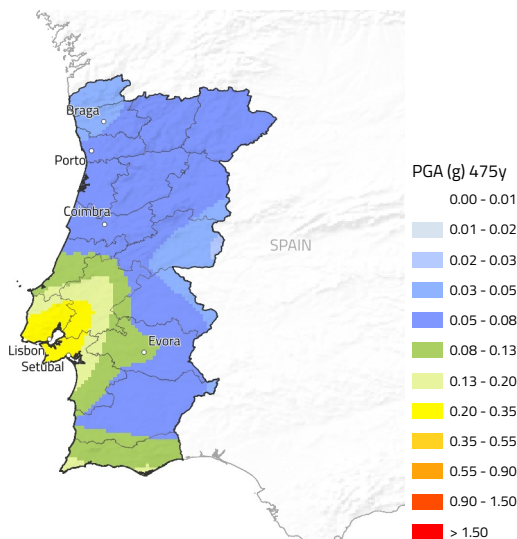 Braga
Porto
Coimbra
SPAIN
Lisbon
Evora
Setubal
PGA (g) 475y
0.00 - 0.01
0.01 - 0.02
0.02 - 0.03
0.03 - 0.05
0.05 - 0.08
0.08 - 0.13
0.13 - 0.20
0.20 - 0.35
0.35 - 0.55
0.55 - 0.90
0.90 - 1.50
> 1.50